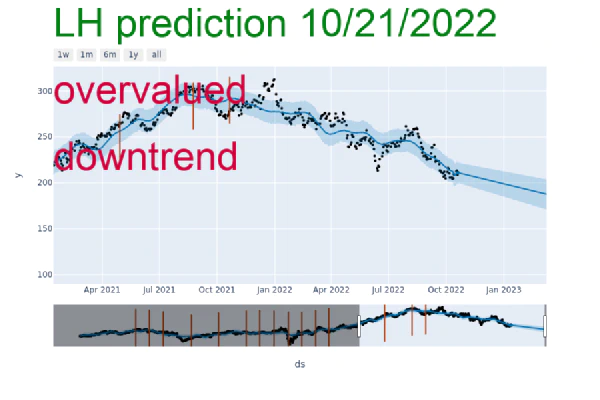 LH prediction 10/21/2022
1w 1m 6m 1y all
overvalued
downtrend
300
250
200
150
100
y
Apr 2021 Jul 2021 Oct 2021 Jan 2022 Apr 2022 Jul 2022 Oct 2022 Jan 2023
ds